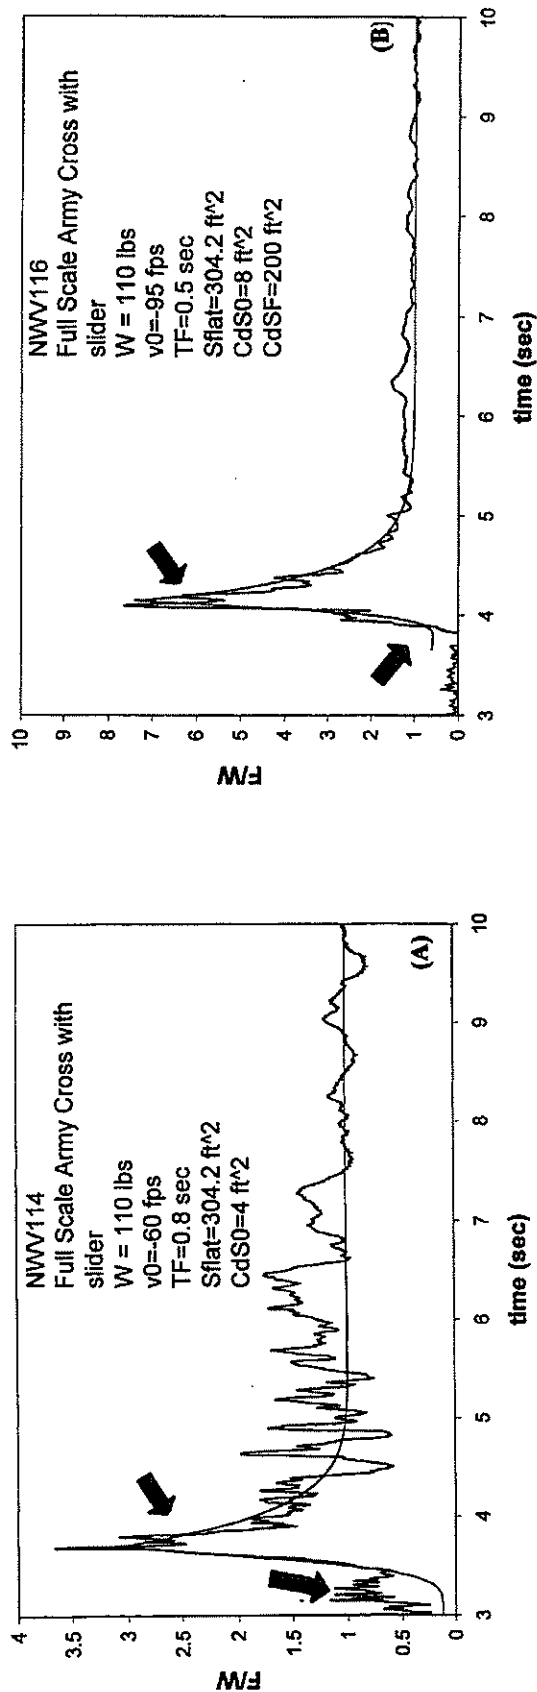 4
3.5
3
2.5
2
1.5
1
0.5
0
F/W
3
4
5
6
7
8
9
10
time (sec)
NWV114
Full Scale Army Cross with
slider
W = 110 lbs
v0=-60 fps
TF=0.8 sec
Sflat=304.2 ft^2
CdS0=4 ft^2
(A)
10
9
8
7
6
5
4
3
2
1
0
F/W
3
4
5
6
7
8
9
10
time (sec)
NWV116
Full Scale Army Cross with
slider
W = 110 lbs
v0=-95 fps
TF=0.5 sec
Sflat=304.2 ft^2
CdS0=8 ft^2
CdSF=200 ft^2
(B)